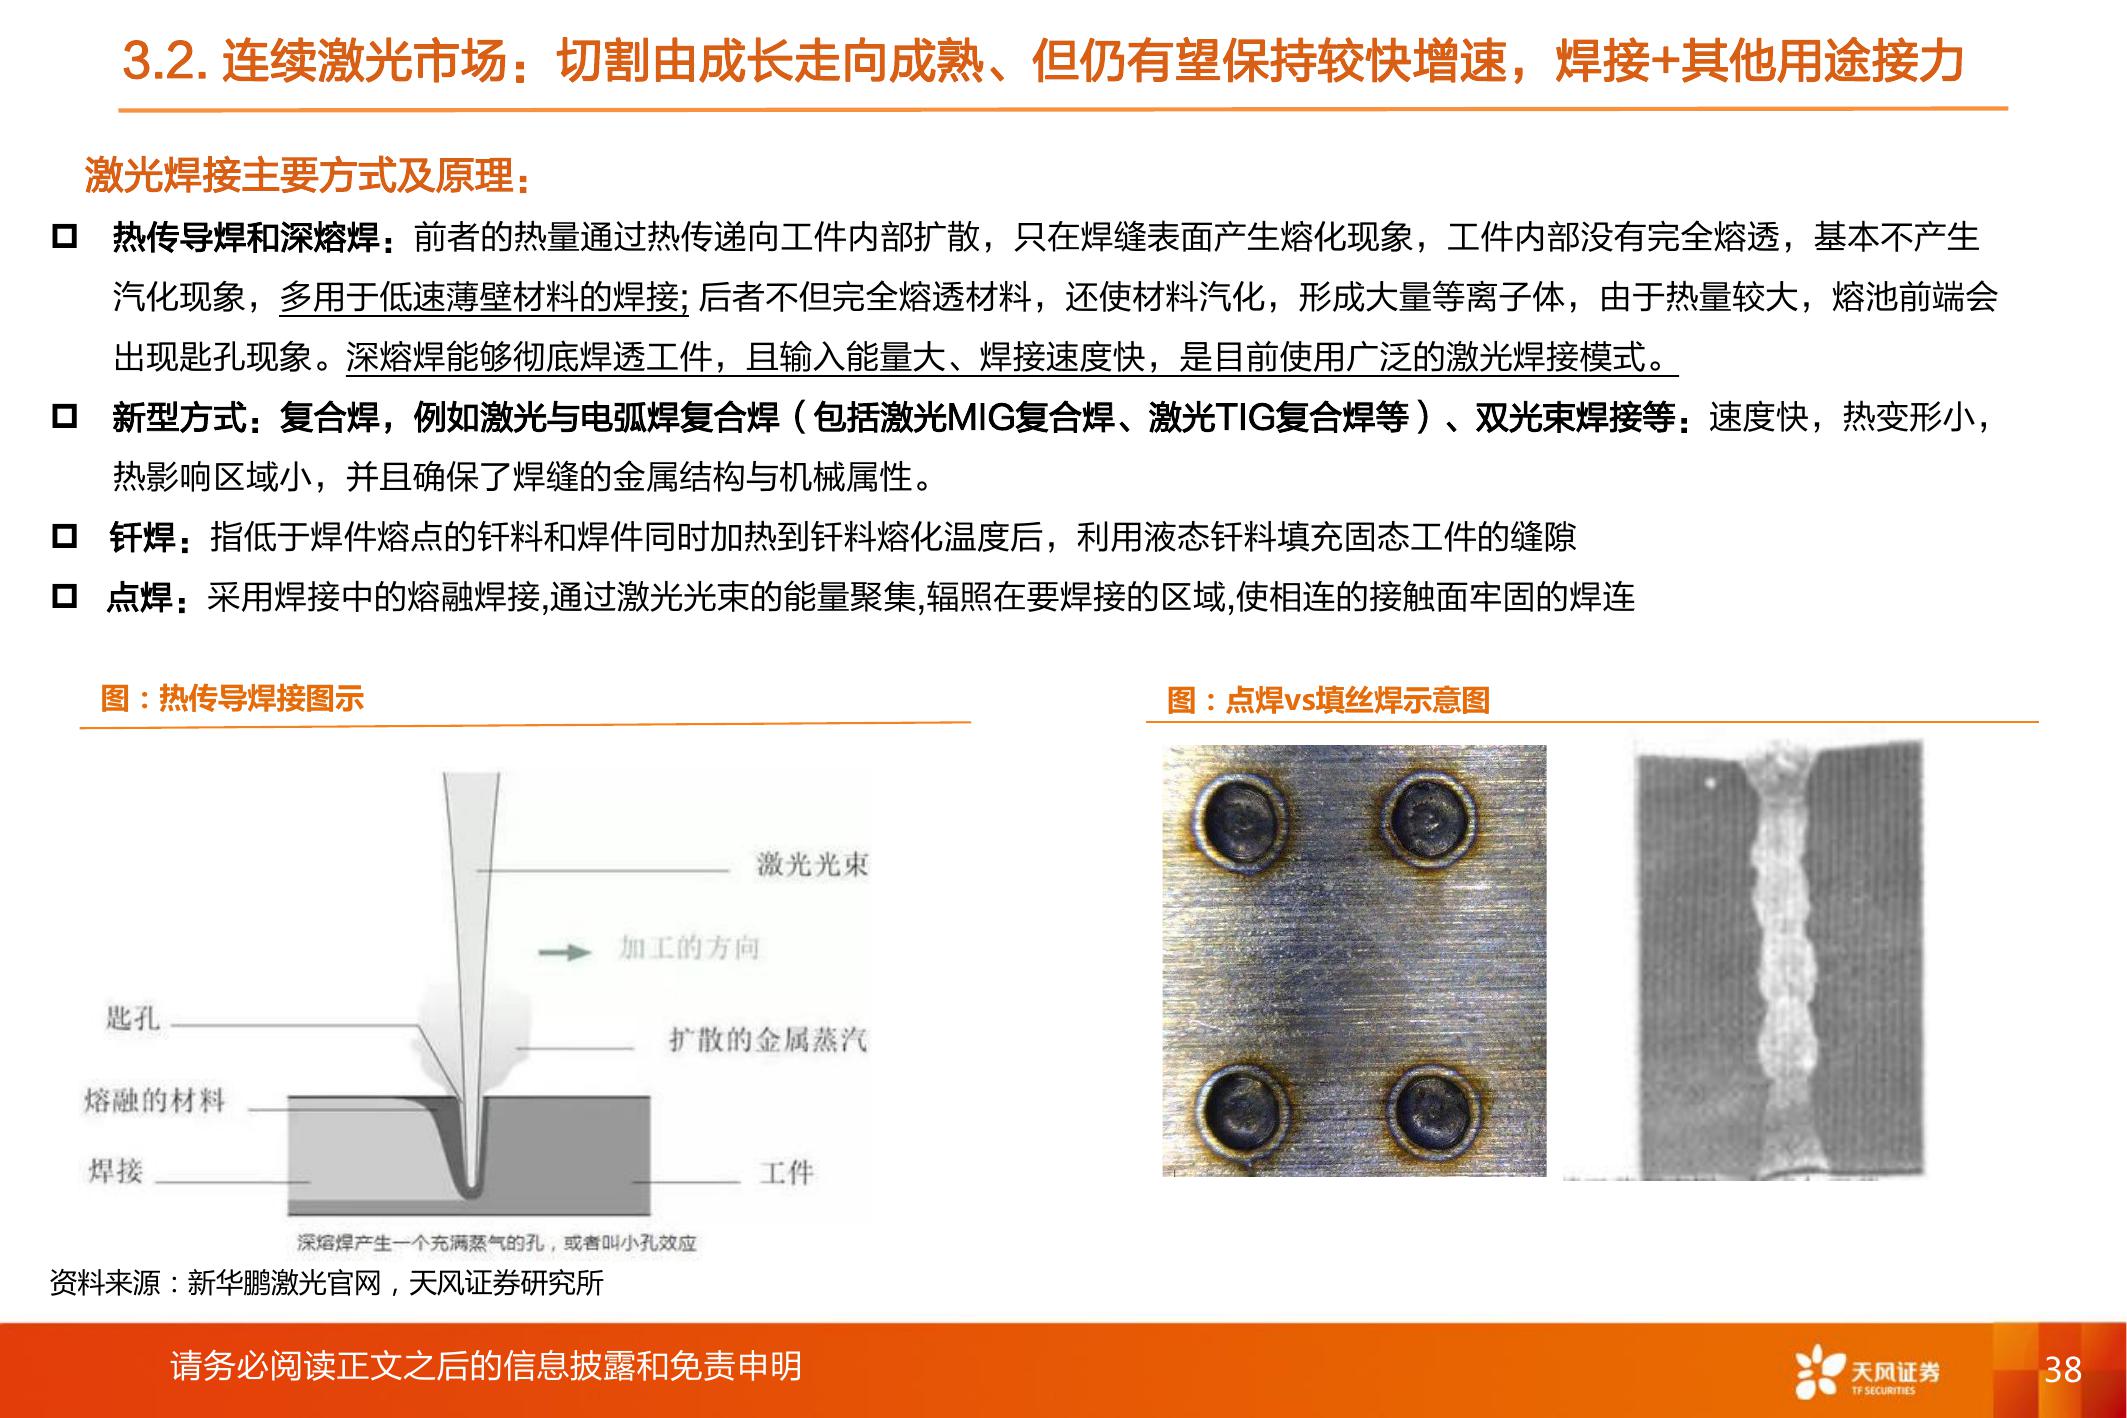 3.2. 连续激光市场：切割由成长走向成熟、但仍有望保持较快增速，焊接+其他用途接力
激光焊接主要方式及原理：
热传导焊和深熔焊：前者的热量通过热传递向工件内部扩散，只在焊缝表面产生熔化现象，工件内部没有完全熔透，基本不产生
汽化现象，多用于低速薄壁材料的焊接; 后者不但完全熔透材料，还使材料汽化，形成大量等离子体，由于热量较大，熔池前端会
出现匙孔现象。深熔焊能够彻底焊透工件，且输入能量大、焊接速度快，是目前使用广泛的激光焊接模式。
新型方式：复合焊，例如激光与电弧焊复合焊（包括激光MIG复合焊、激光TIG复合焊等）、双光束焊接等：速度快，热变形小，
热影响区域小，并且确保了焊缝的金属结构与机械属性。
钎焊：指低于焊件熔点的钎料和焊件同时加热到钎料熔化温度后，利用液态钎料填充固态工件的缝隙
点焊：采用焊接中的熔融焊接,通过激光光束的能量聚集,辐照在要焊接的区域,使相连的接触面牢固的焊连
图：热传导焊接图示
图：点焊vs填丝焊示意图
激光光束
加工的方向
匙孔
扩散的金属蒸汽
熔融的材料
焊接
工件
深熔焊产生一个充满蒸气的孔，或者叫小孔效应
资料来源：新华鹏激光官网，天风证券研究所
请务必阅读正文之后的信息披露和免责申明
天风证券
TF SECURITIES
38